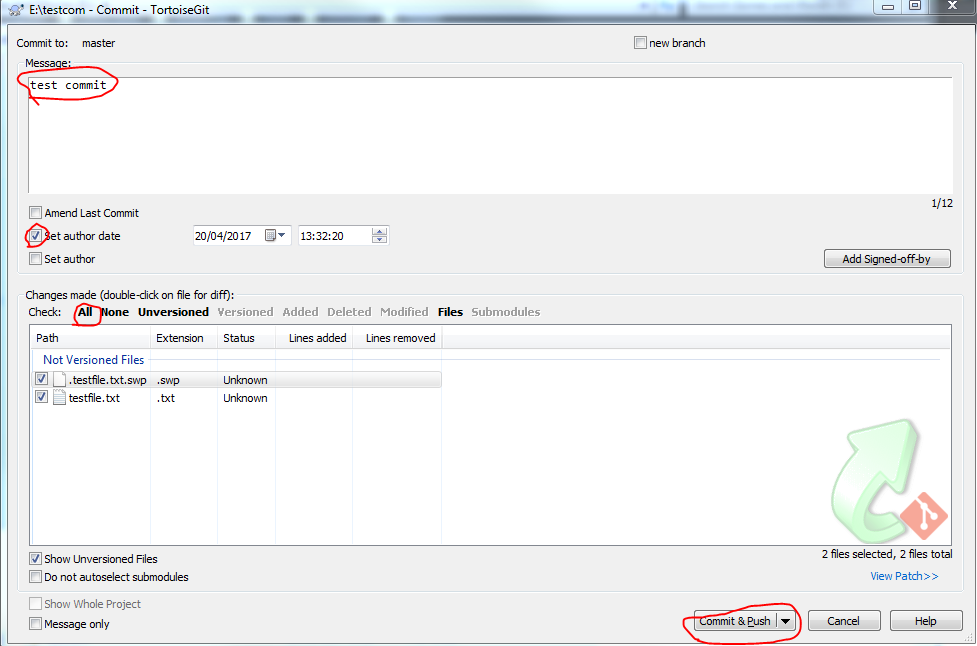 E:\testcom - Commit - TortoiseGit
Commit to: master new branch
Message:
test commit
1/12
Amend Last Commit
Set author date 20/04/2017 13:32:20
Set author Add Signed-off-by
Changes made (double-click on file for diff):
Check: All None Unversioned Versioned Added Deleted Modified Files Submodules
Path Extension Status Lines added Lines removed
Not Versioned Files
.testfile.txt.swp .swp Unknown
testfile.txt .txt Unknown
Show Unversioned Files 2 files selected, 2 files total
Do not autoselect submodules View Patch>>
Show Whole Project
Message only Commit & Push Cancel Help